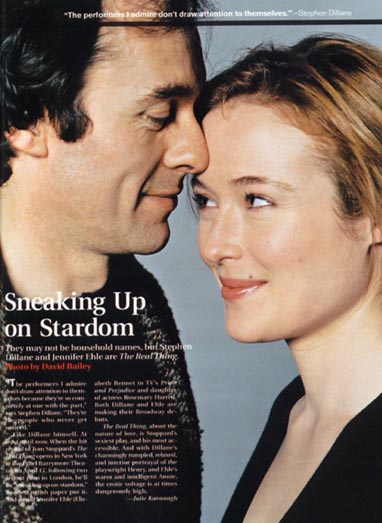 "The performers I admire don't draw attention to themselves." –Stephen Dillane
Sneaking Up
on Stardom
They may not be household names, but Stephen
Dillane and Jennifer Ehle are The Real Thing.
Photo by David Bailey
"The performers I admire
don't draw attention to them-
selves because they're so com-
pletely at one with the part,"
says Stephen Dillane. "They're
the people who never get
noticed."
Like Dillane himself. At
least until now. When the hit
of Tom Stoppard's The
Real Thing opens in New York
at the Ethel Barrymore Thea-
April 17, following two
in London, he'll
be "sneaking up on stardom,"
as British paper put it.
And Jennifer Ehle (Eliz-
abeth Bennet in TV's Pride
and Prejudice and daughter
of actress Rosemary Harris).
Both Dillane and Ehle are
making their Broadway de-
buts.
The Real Thing, about the
nature of love, is Stoppard's
sexiest play, and his most ac-
cessible. And with Dillane's
charmingly rumpled, relaxed,
and interior portrayal of the
playwright Henry, and Ehle's
warm and intelligent Annie,
the erotic voltage is at times
dangerously high.
—Julie Kavanagh